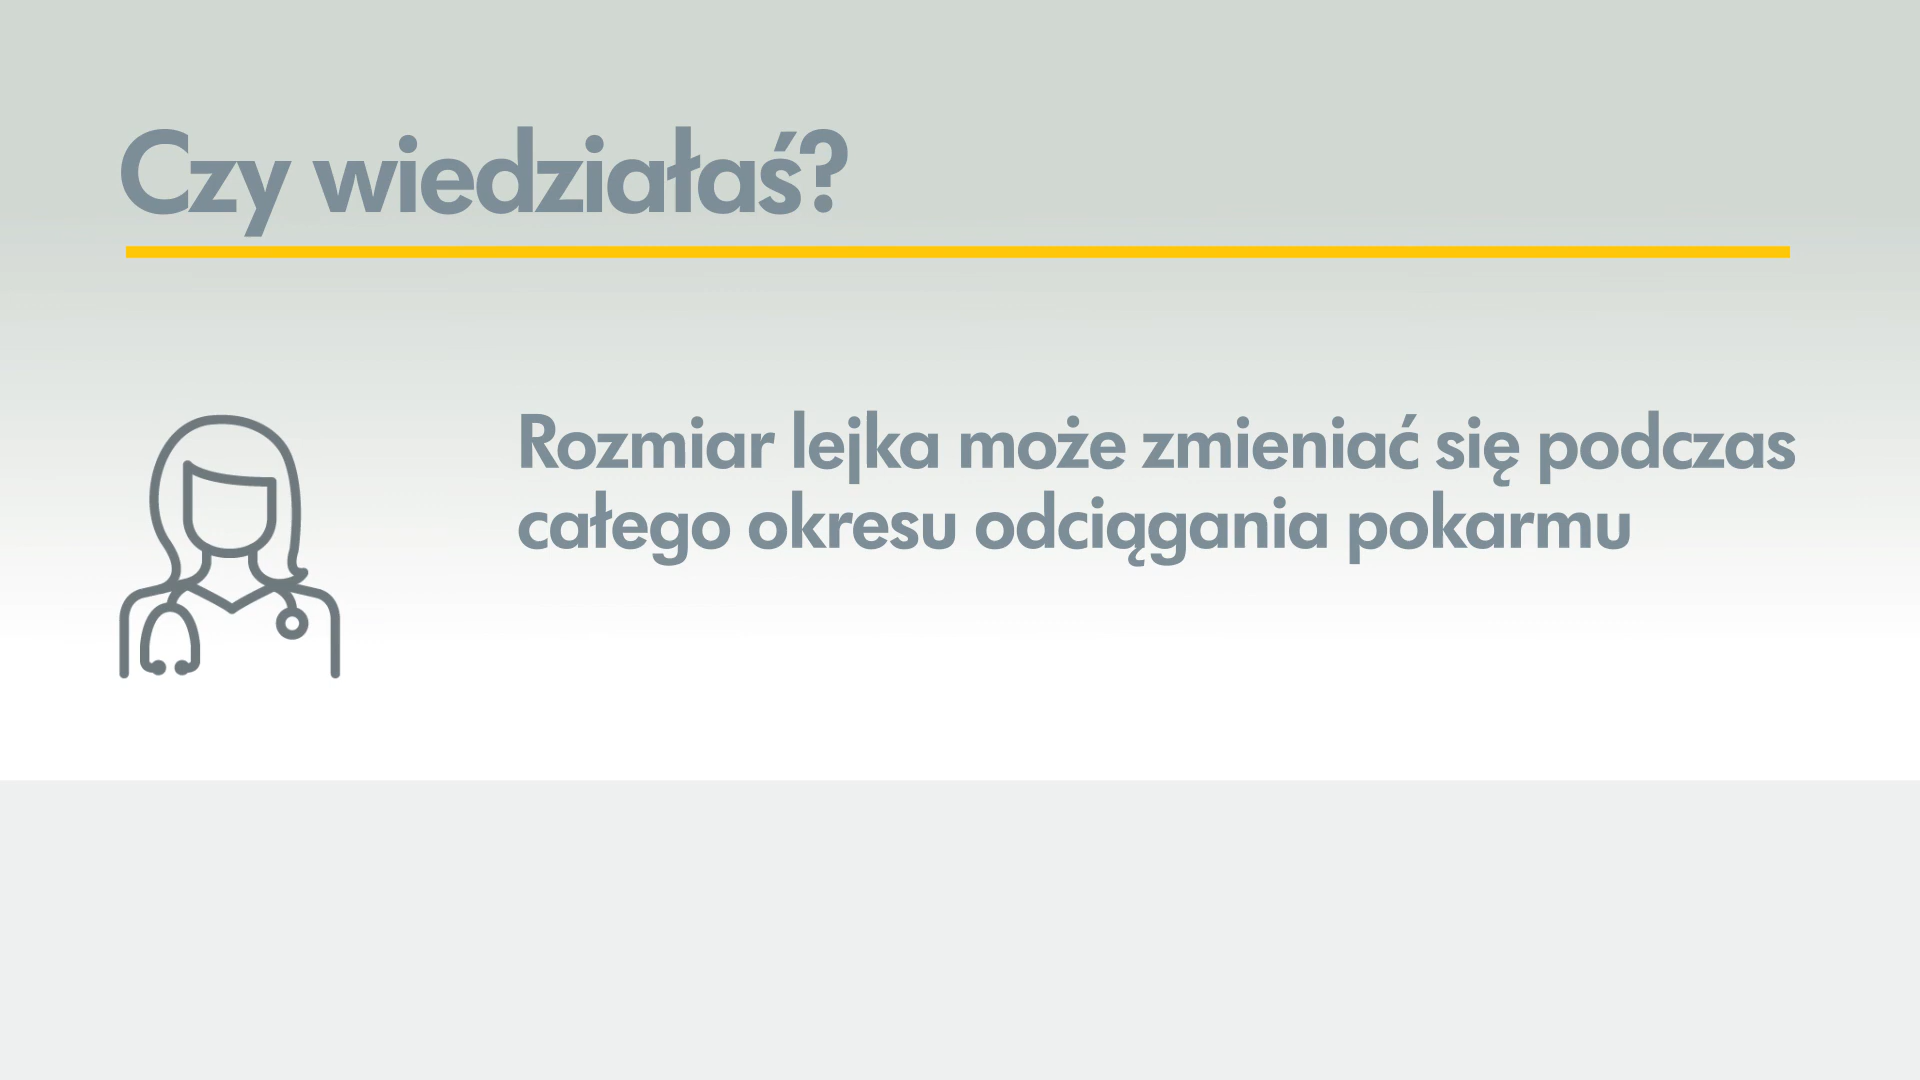 Czy wiedziałaś?
Rozmiar lejka może zmieniać się podczas
całego okresu odciągania pokarmu